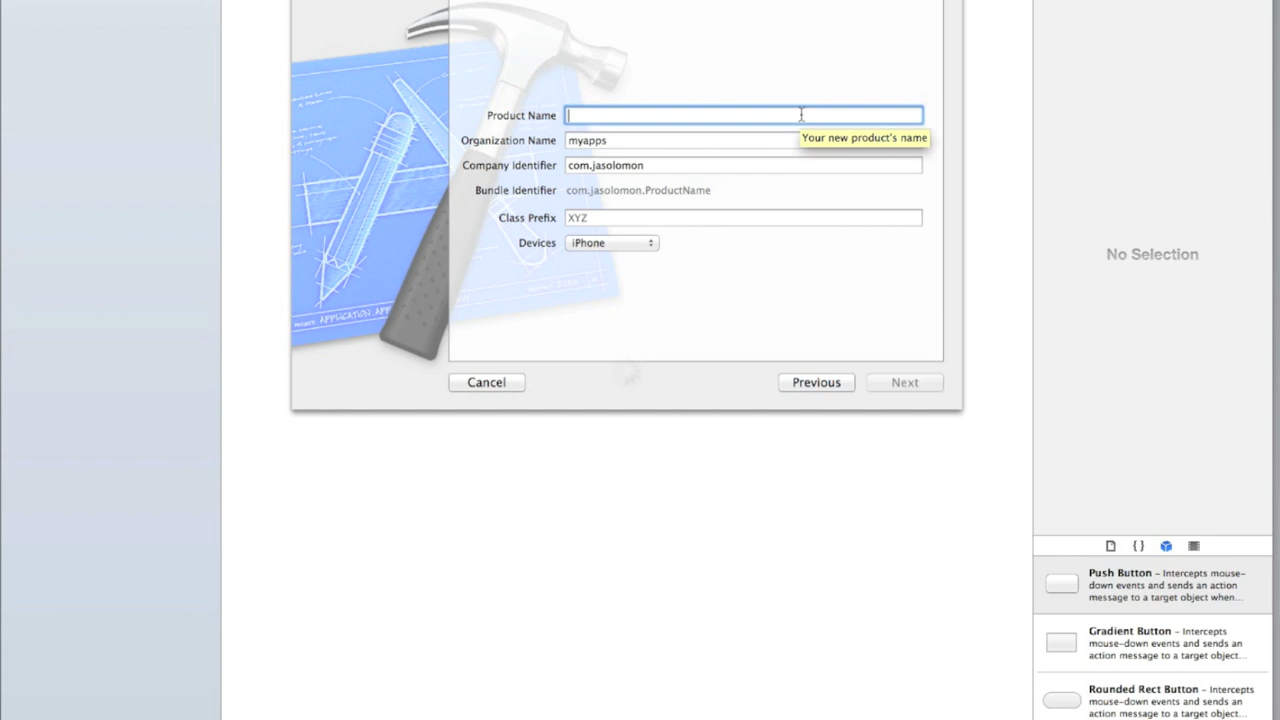 Product Name
Your new product's name
Organization Name myapps
Company Identifier com.jasolomon
Bundle Identifier com.jasolomon.ProductName
Class Prefix XYZ
Devices iPhone
APPLICATION APP
Cancel Previous Next
No Selection
{ }
Push Button – Intercepts mouse-
down events and sends an action
message to a target object when...
Gradient Button – Intercepts
mouse-down events and sends an
action message to a target object...
Rounded Rect Button – Intercepts
mouse-down events and sends an
action message to a target object...